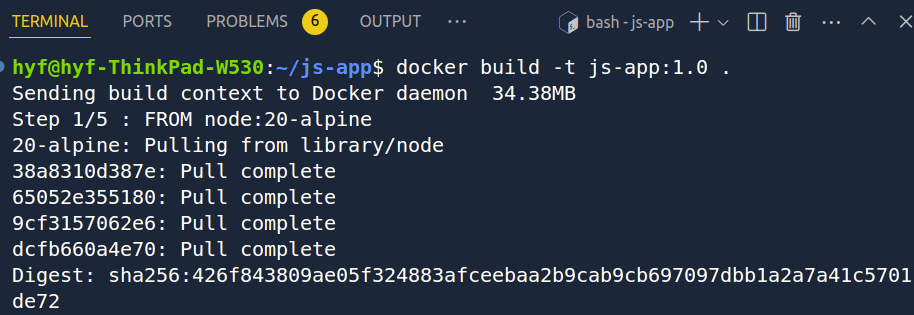 TERMINAL PORTS PROBLEMS 6 OUTPUT ··· bash - js-app ···
hyf@hyf-ThinkPad-W530:~/js-app$ docker build -t js-app:1.0 .
Sending build context to Docker daemon  34.38MB
Step 1/5 : FROM node:20-alpine
20-alpine: Pulling from library/node
38a8310d387e: Pull complete
65052e355180: Pull complete
9cf3157062e6: Pull complete
dcfb660a4e70: Pull complete
Digest: sha256:426f843809ae05f324883afceebaa2b9cab9cb697097dbb1a2a7a41c5701
de72